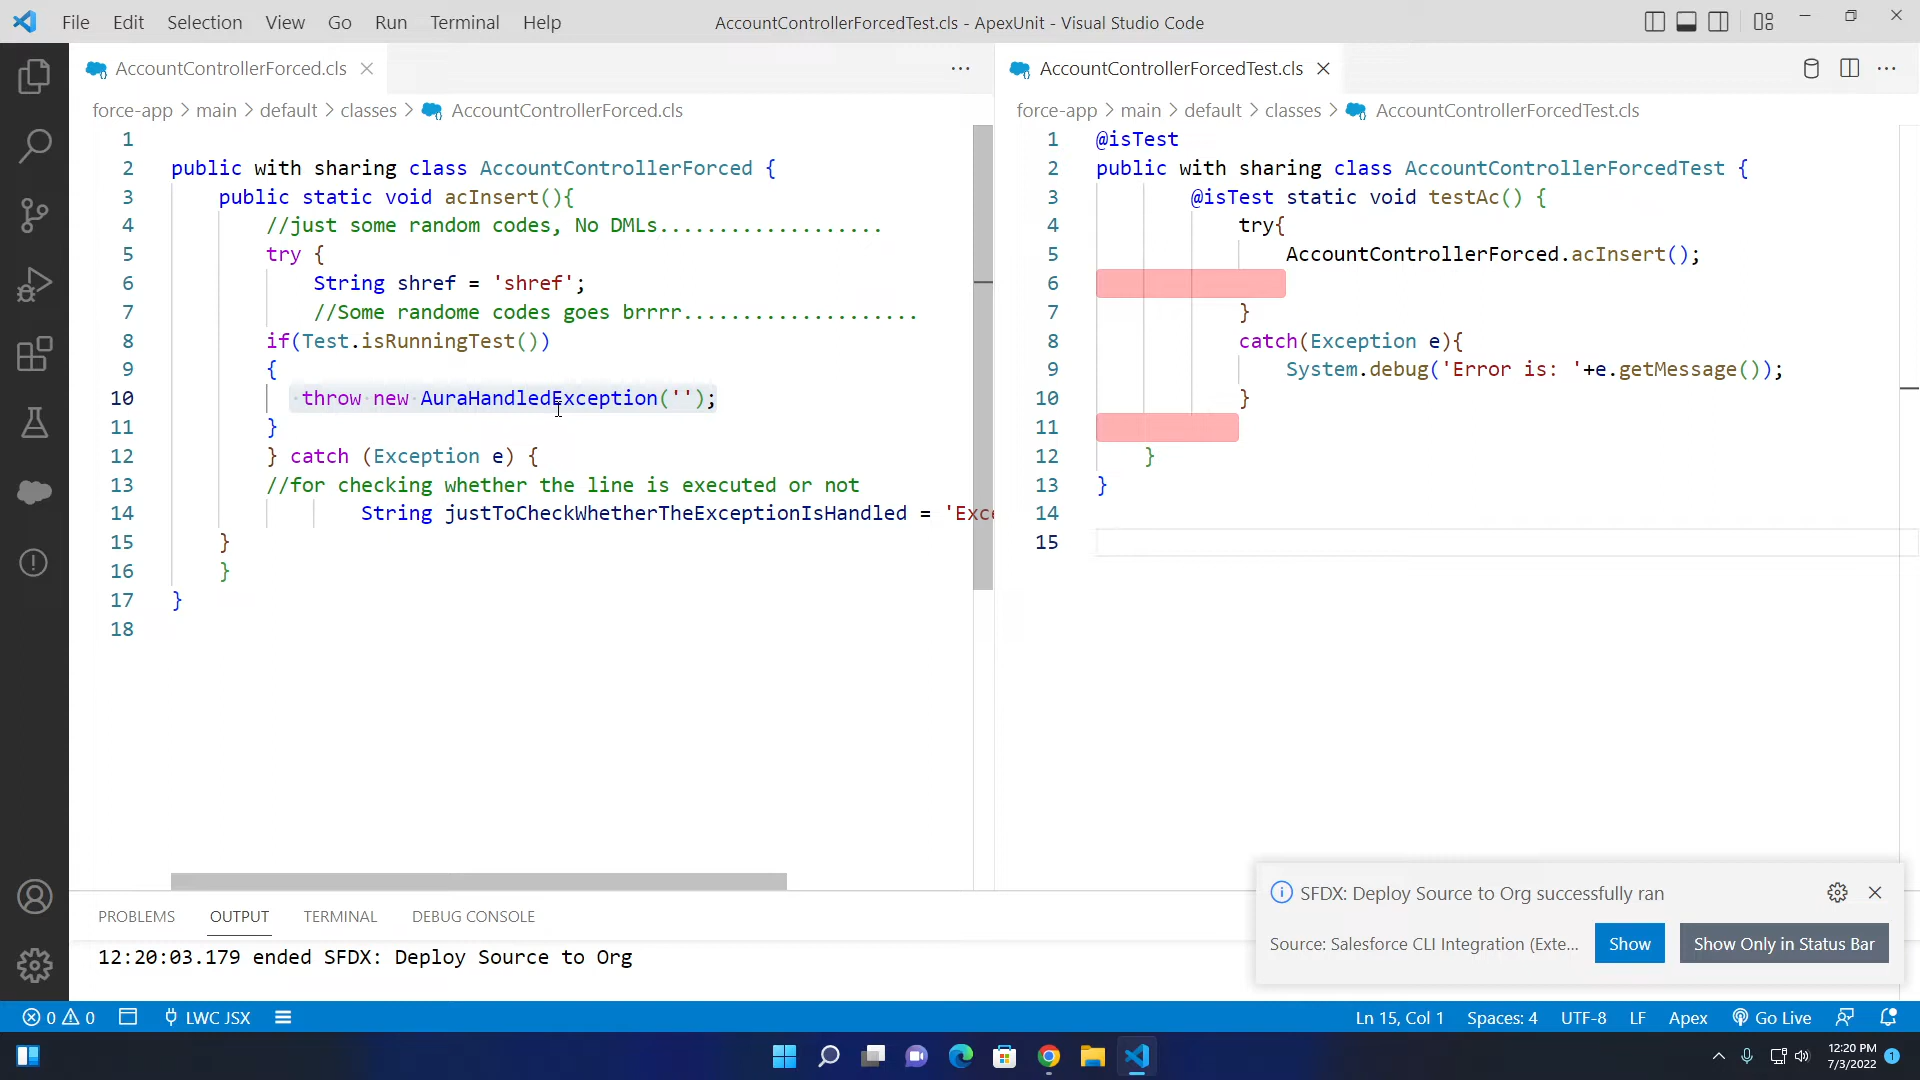 File Edit Selection View Go Run Terminal Help AccountControllerForcedTest.cls - ApexUnit - Visual Studio Code
AccountControllerForced.cls
force-app > main > default > classes > AccountControllerForced.cls
1
2 public with sharing class AccountControllerForced {
3 public static void acInsert(){
4 //just some random codes, No DMLs...................
5 try {
6 String shref = 'shref';
7 //Some randome codes goes brrrr....................
8 if(Test.isRunningTest())
9 {
10 throw new AuraHandledException('');
11 }
12 } catch (Exception e) {
13 //for checking whether the line is executed or not
14 String justToCheckWhetherTheExceptionIsHandled = 'Exce
15 }
16 }
17 }
18
AccountControllerForcedTest.cls
force-app > main > default > classes > AccountControllerForcedTest.cls
1 @isTest
2 public with sharing class AccountControllerForcedTest {
3 @isTest static void testAc() {
4 try{
5 AccountControllerForced.acInsert();
6
7 }
8 catch(Exception e){
9 System.debug('Error is: '+e.getMessage());
10 }
11
12 }
13 }
14
15
PROBLEMS OUTPUT TERMINAL DEBUG CONSOLE
12:20:03.179 ended SFDX: Deploy Source to Org
SFDX: Deploy Source to Org successfully ran
Source: Salesforce CLI Integration (Exte... Show Show Only in Status Bar
0 0 LWC JSX Ln 15, Col 1 Spaces: 4 UTF-8 LF Apex Go Live
12:20 PM
7/3/2022 1